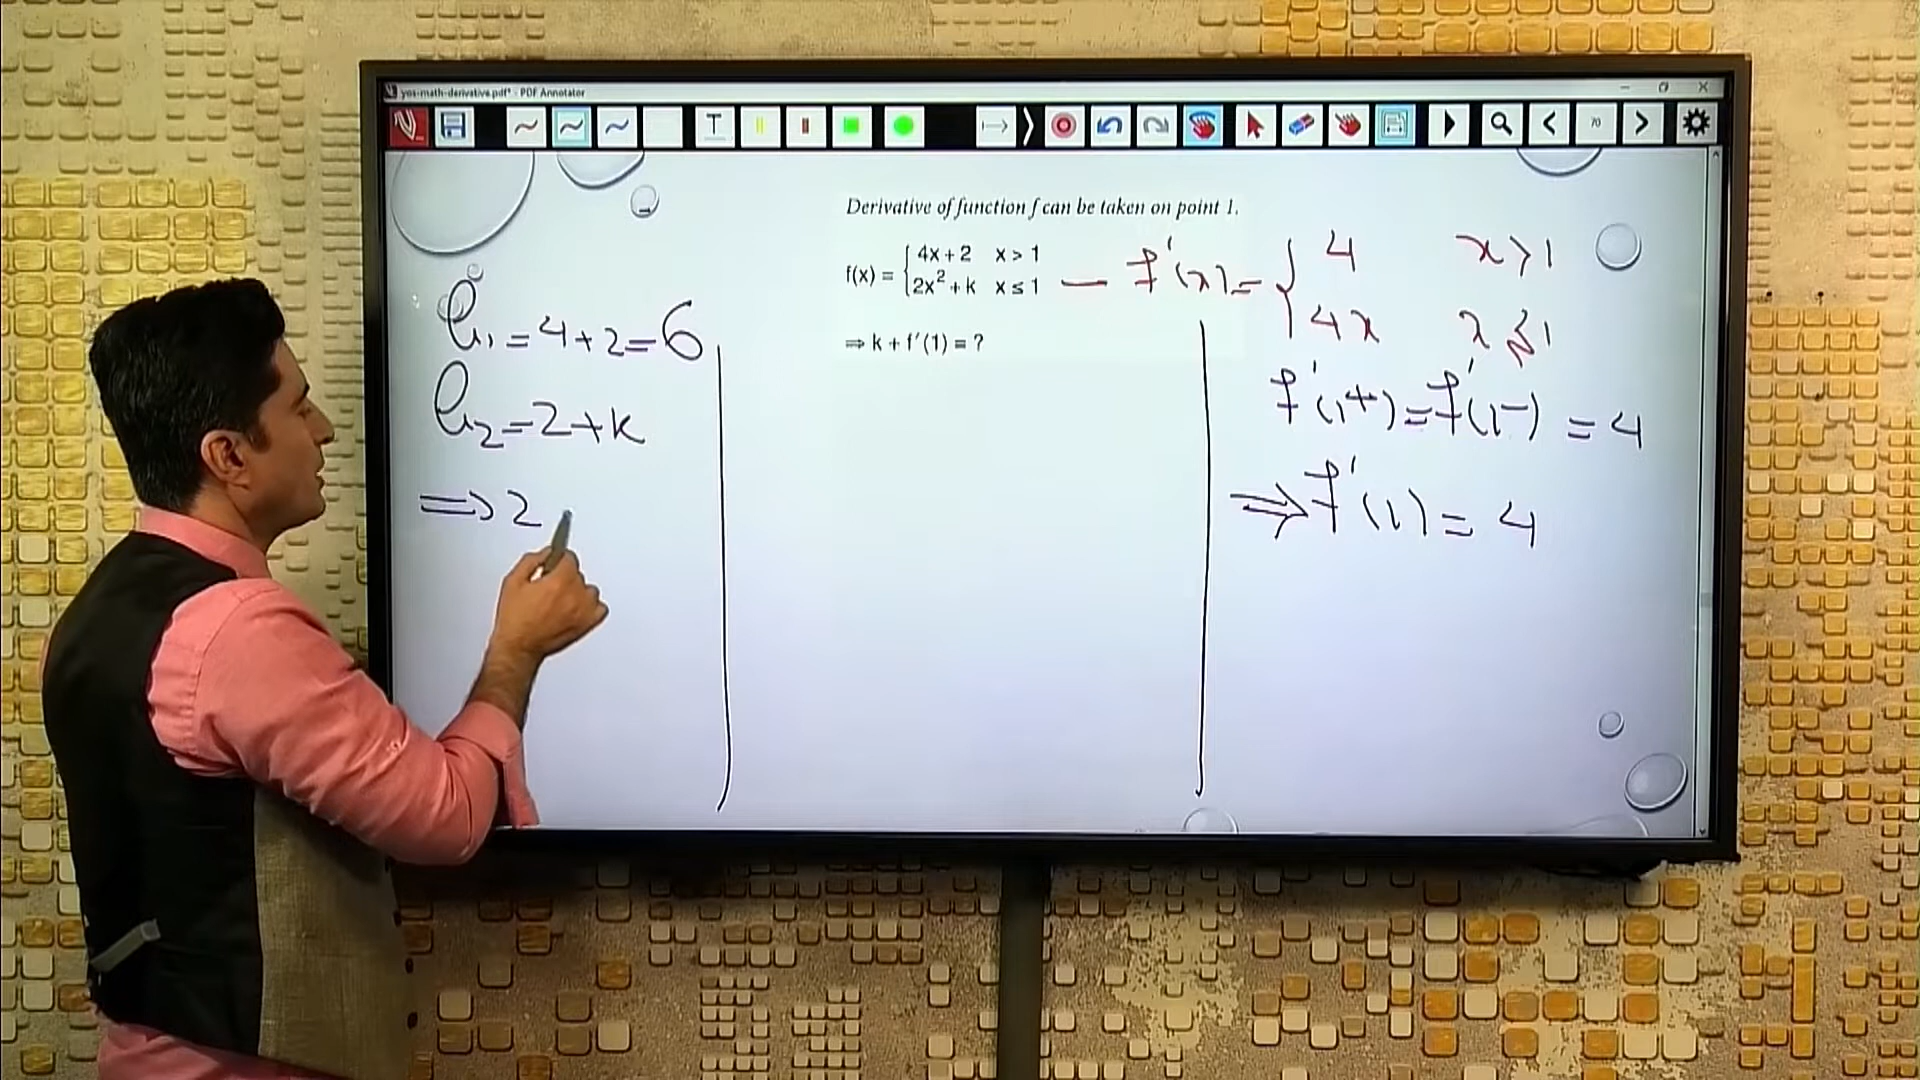 yos-math-derivative.pdf* - PDF Annotator
T
70
Derivative of function f can be taken on point 1.
f(x) = { 4x + 2 x > 1
2x² + k x ≤ 1
⇒ k + f′(1) = ?
ℓ₁ = 4 + 2 = 6
ℓ₂ = 2 + k
⇒ 2
— f′(x) = { 4 x > 1
4x x ≤ 1
f′(1⁺) = f′(1⁻) = 4
⇒ f′(1) = 4